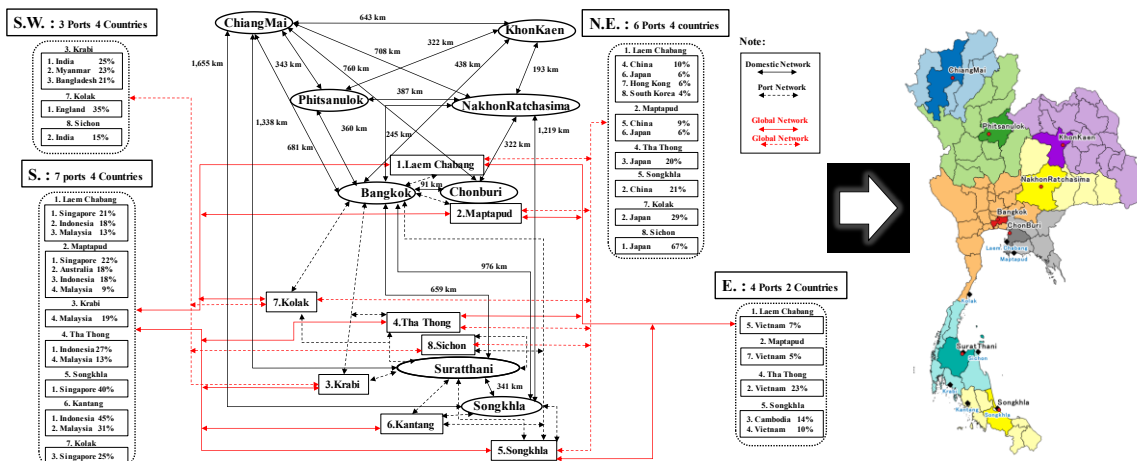 S.W. : 3 Ports 4 Countries
3. Krabi
1. India 25%
2. Myanmar 23%
3. Bangladesh 21%
7. Kolak
1. England 35%
8. Sichon
2. India 15%
S. : 7 ports 4 Countries
1. Laem Chabang
1. Singapore 21%
2. Indonesia 18%
3. Malaysia 13%
2. Maptapud
1. Singapore 22%
2. Australia 18%
3. Indonesia 18%
4. Malaysia 9%
3. Krabi
4. Malaysia 19%
4. Tha Thong
1. Indonesia 27%
4. Malaysia 13%
5. Songkhla
1. Singapore 40%
6. Kantang
1. Indonesia 45%
2. Malaysia 31%
7. Kolak
3. Singapore 25%
ChiangMai
643 km
KhonKaen
322 km
708 km
438 km
1,655 km
343 km
760 km
193 km
387 km
Phitsanulok
NakhonRatchasima
1,338 km
360 km
245 km
1,219 km
681 km
322 km
1.Laem Chabang
91 km
Bangkok
Chonburi
2.Maptapud
976 km
659 km
7.Kolak
4.Tha Thong
8.Sichon
Suratthani
3.Krabi
341 km
Songkhla
6.Kantang
5.Songkhla
N.E. : 6 Ports 4 countries
1. Laem Chabang
4. China 10%
6. Japan 6%
7. Hong Kong 6%
8. South Korea 4%
2. Maptapud
5. China 9%
6. Japan 6%
4. Tha Thong
3. Japan 20%
5. Songkhla
2. China 21%
7. Kolak
2. Japan 29%
8. Sichon
1. Japan 67%
E. : 4 Ports 2 Countries
1. Laem Chabang
5. Vietnam 7%
2. Maptapud
7. Vietnam 5%
4. Tha Thong
2. Vietnam 23%
5. Songkhla
3. Cambodia 14%
4. Vietnam 10%
Note:
Domestic Network
Port Network
Global Network
Global Network
ChiangMai
Phitsanulok
KhonKaen
NakhonRatchasima
Bangkok
ChonBuri
Laem Chabang
Maptapud
SuratThani
Sichon
Krabi
Kantang
Songkhla
Songkhla